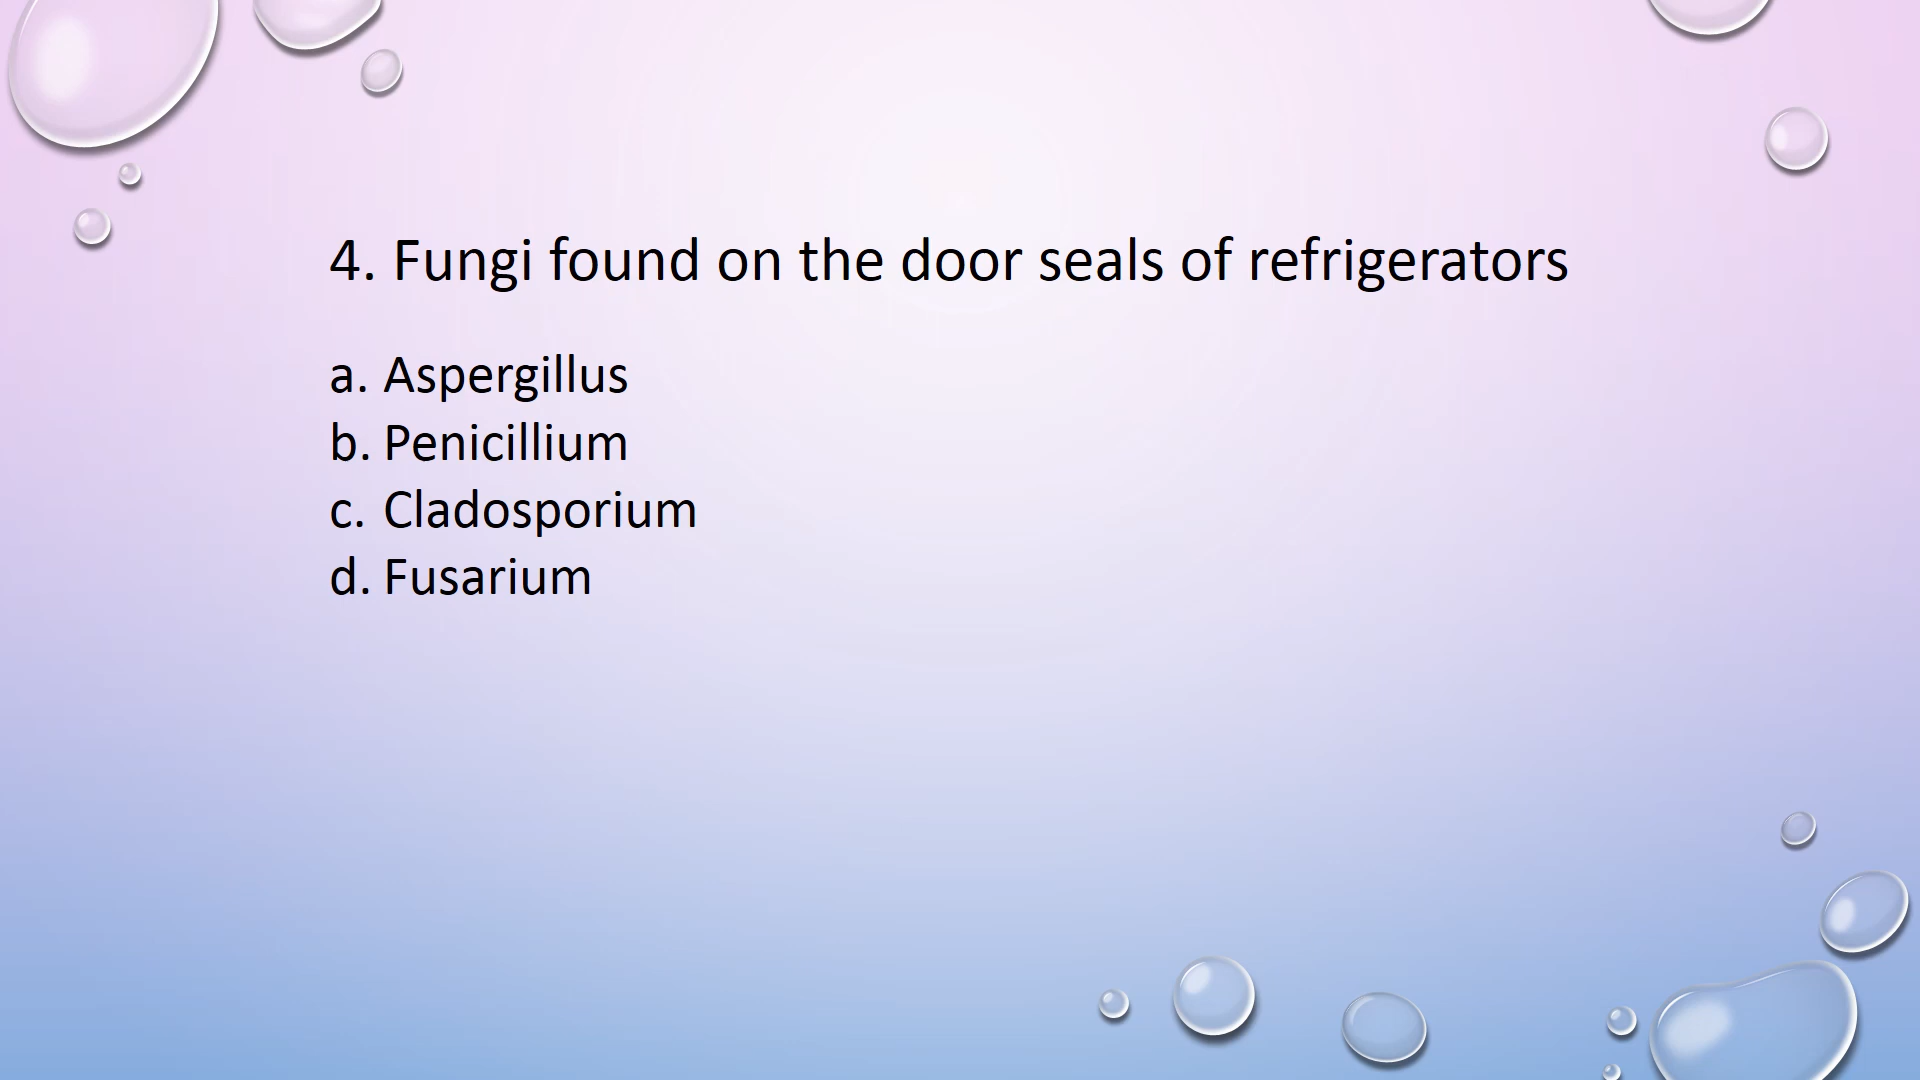 4. Fungi found on the door seals of refrigerators
a. Aspergillus
b. Penicillium
c. Cladosporium
d. Fusarium